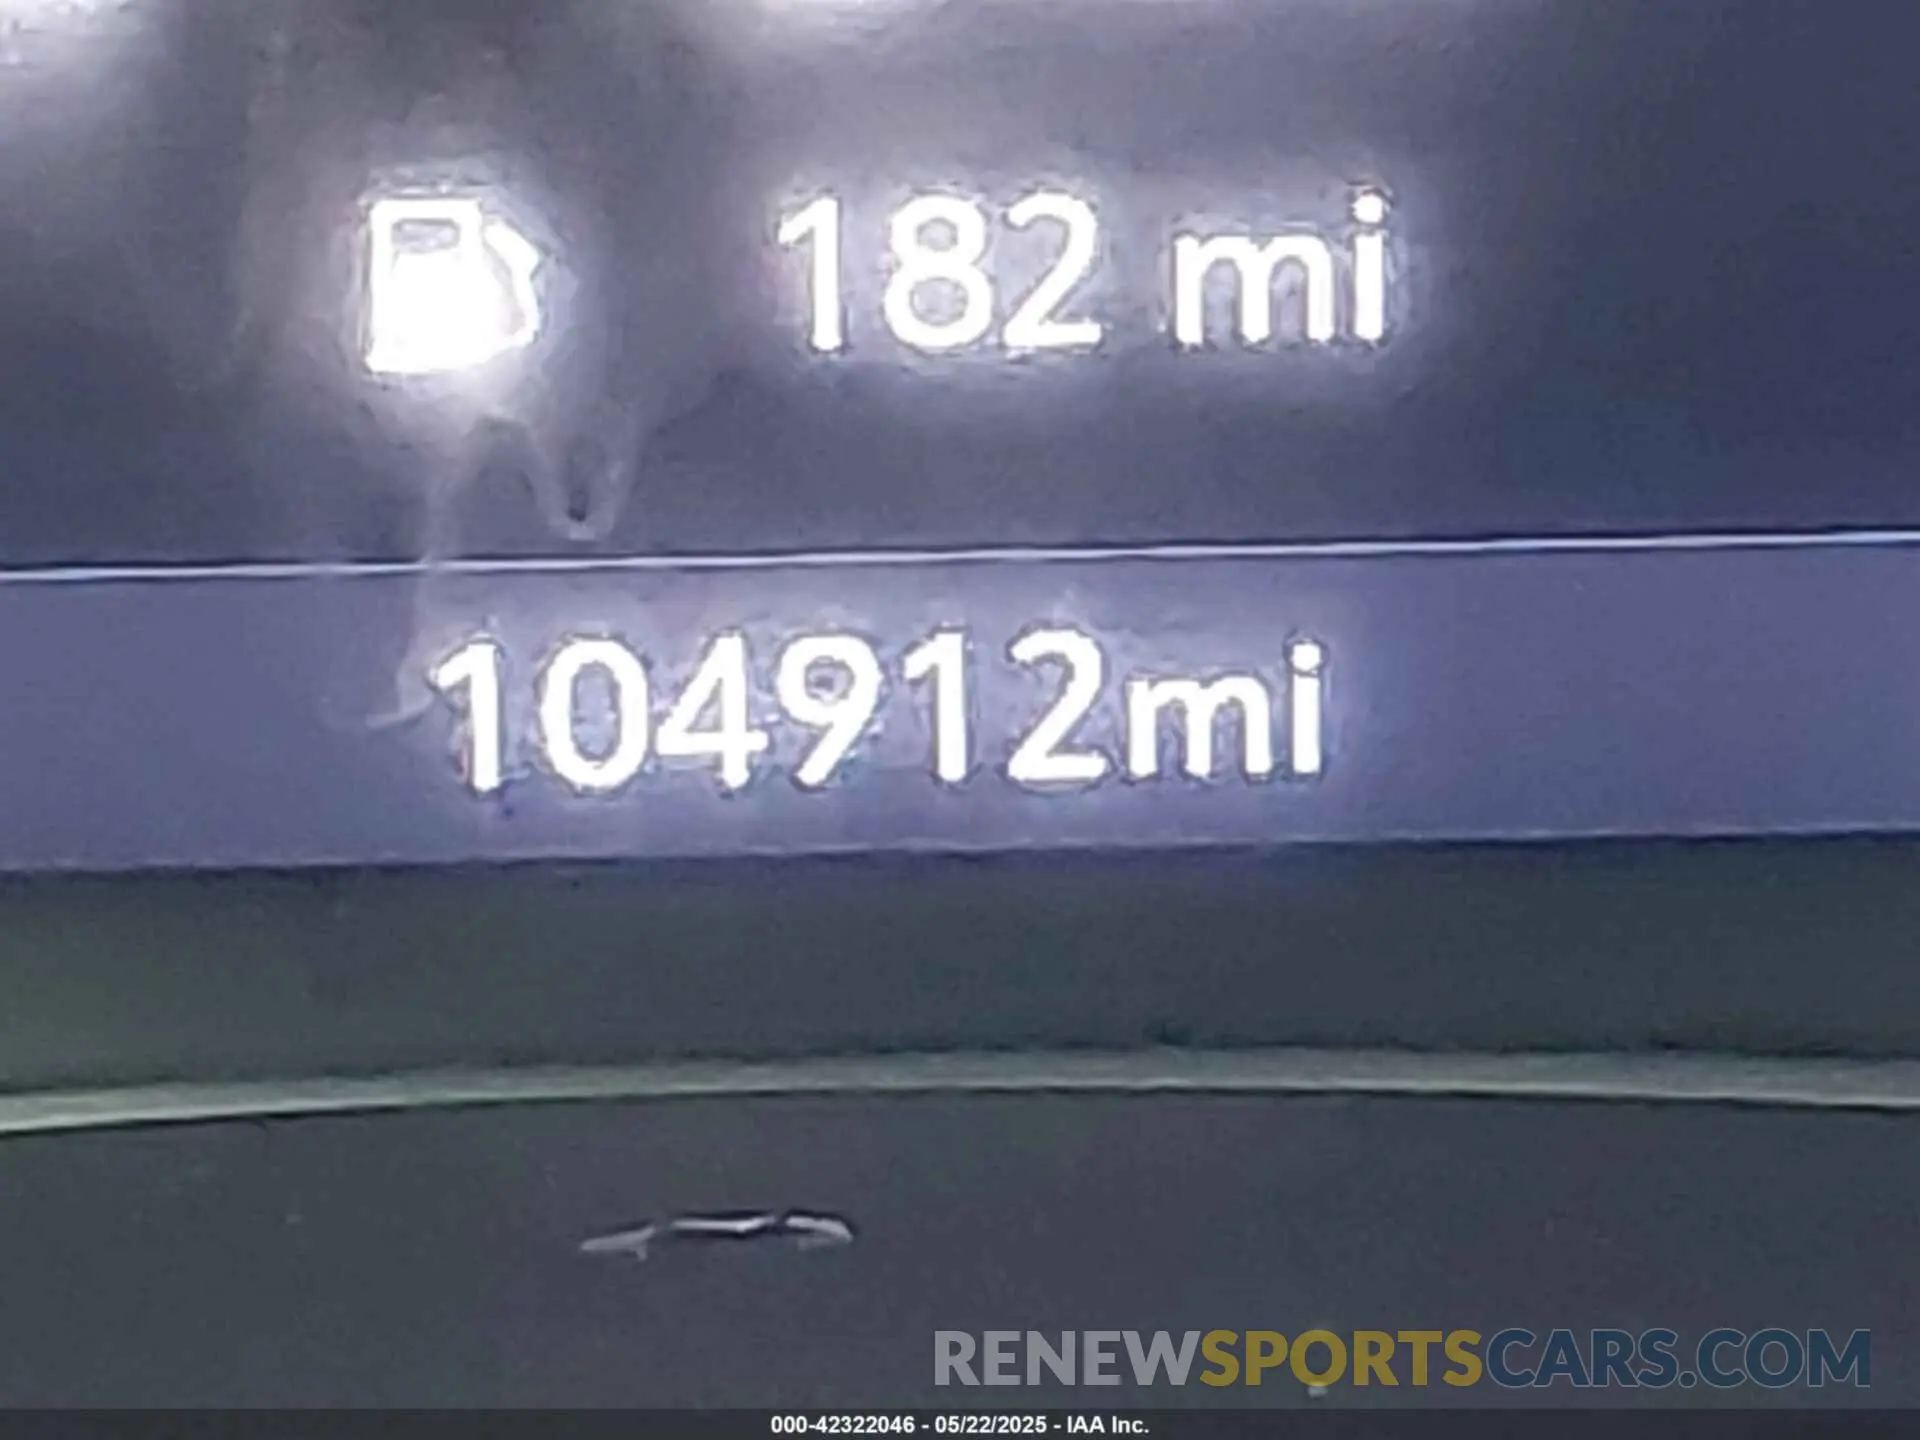 182 mi
104912mi
RENEWSPORTSCARS.COM
000-42322046 - 05/22/2025 - IAA Inc.